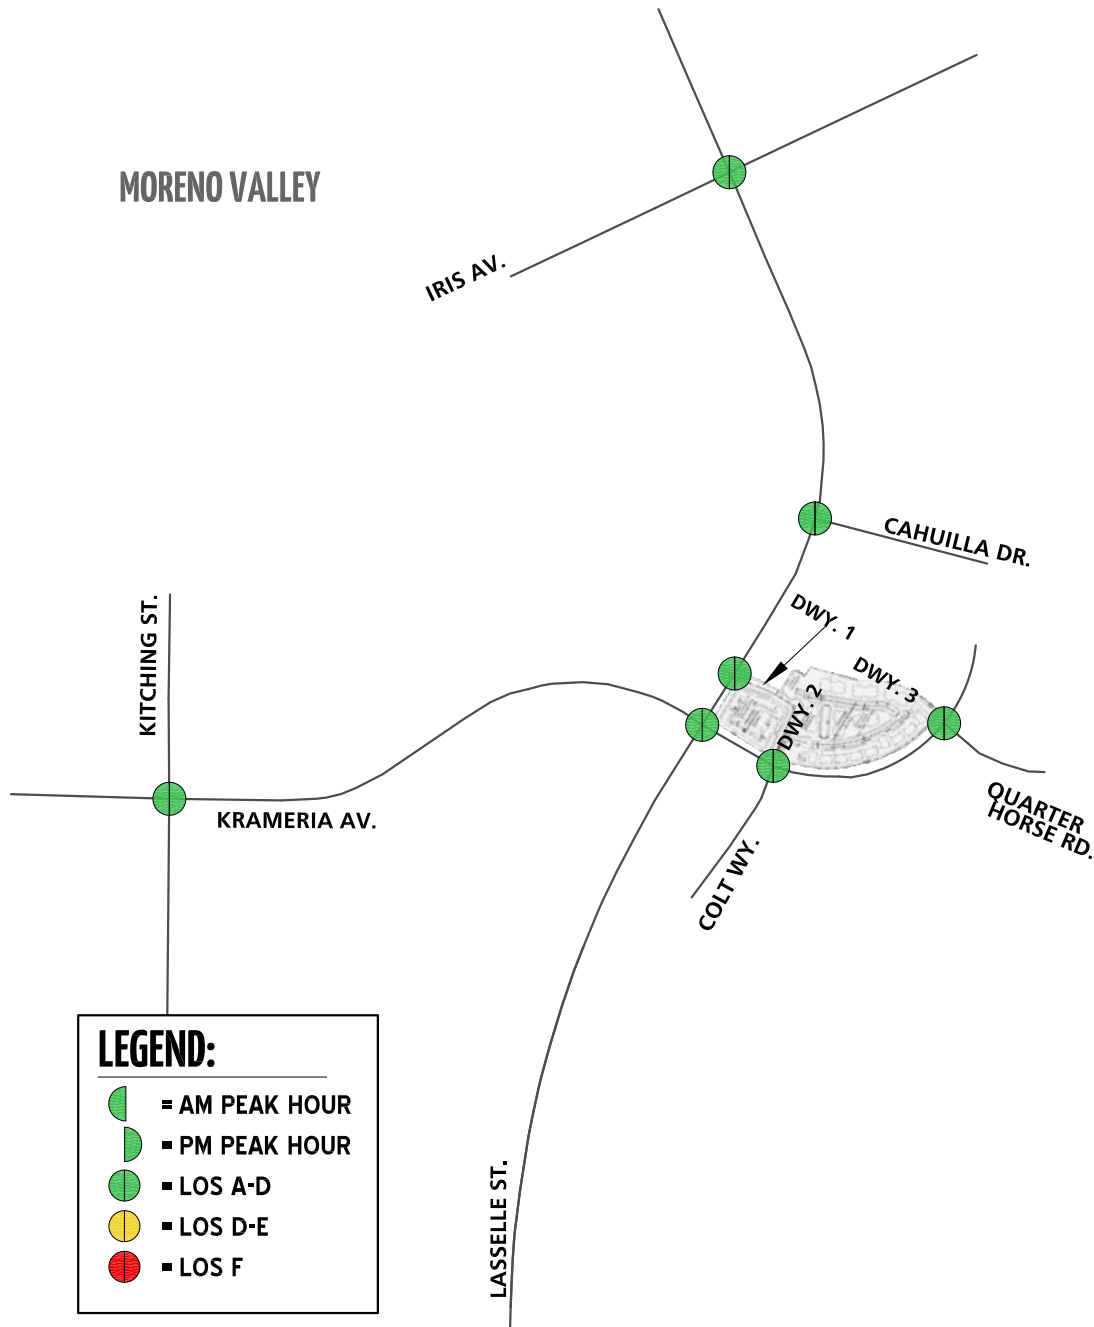 MORENO VALLEY
IRIS AV.
CAHUILLA DR.
DWY. 1
DWY. 3
DWY. 2
KITCHING ST.
KRAMERIA AV.
QUARTER
HORSE RD.
COLT WY.
LASSELLE ST.
LEGEND:
= AM PEAK HOUR
= PM PEAK HOUR
= LOS A-D
= LOS D-E
= LOS F